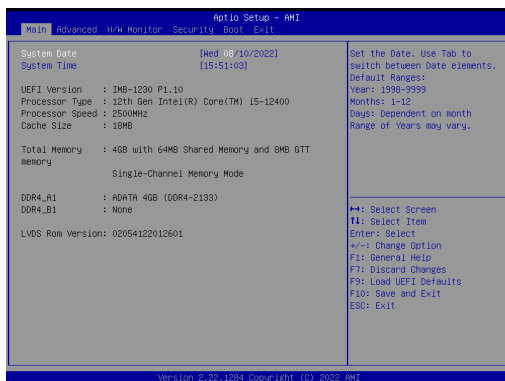 Aptio Setup - AMI
Main Advanced H/W Monitor Security Boot Exit
System Date [Wed 08/10/2022]
System Time [15:51:03]
UEFI Version : IMB-1230 P1.10
Processor Type : 12th Gen Intel(R) Core(TM) i5-12400
Processor Speed : 2500MHz
Cache Size : 18MB
Total Memory : 4GB with 64MB Shared Memory and 8MB GTT
memory
Single-Channel Memory Mode
DDR4_A1 : ADATA 4GB (DDR4-2133)
DDR4_B1 : None
LVDS Rom Version: 02054122012601
Set the Date. Use Tab to
switch between Date elements.
Default Ranges:
Year: 1998-9999
Months: 1-12
Days: Dependent on month
Range of Years may vary.
↔: Select Screen
↑↓: Select Item
Enter: Select
+/-: Change Option
F1: General Help
F7: Discard Changes
F9: Load UEFI Defaults
F10: Save and Exit
ESC: Exit
Version 2.22.1284 Copyright (C) 2022 AMI